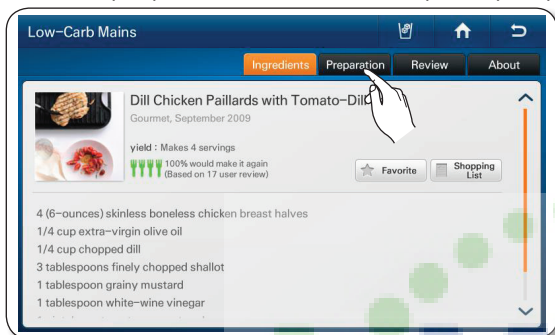 Low-Carb Mains
Ingredients Preparation Review About
Dill Chicken Paillards with Tomato-Dill
Gourmet, September 2009
yield : Makes 4 servings
100% would make it again
(Based on 17 user review)
Favorite
Shopping
List
4 (6-ounces) skinless boneless chicken breast halves
1/4 cup extra-virgin olive oil
1/4 cup chopped dill
3 tablespoons finely chopped shallot
1 tablespoon grainy mustard
1 tablespoon white-wine vinegar